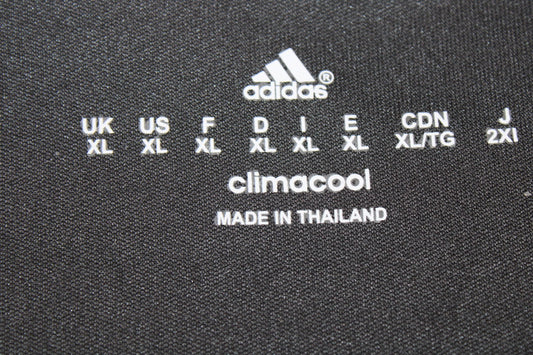 adidas®
UK US F D I E CDN J
XL XL XL XL XL XL XL/TG 2Xl
climacool
MADE IN THAILAND